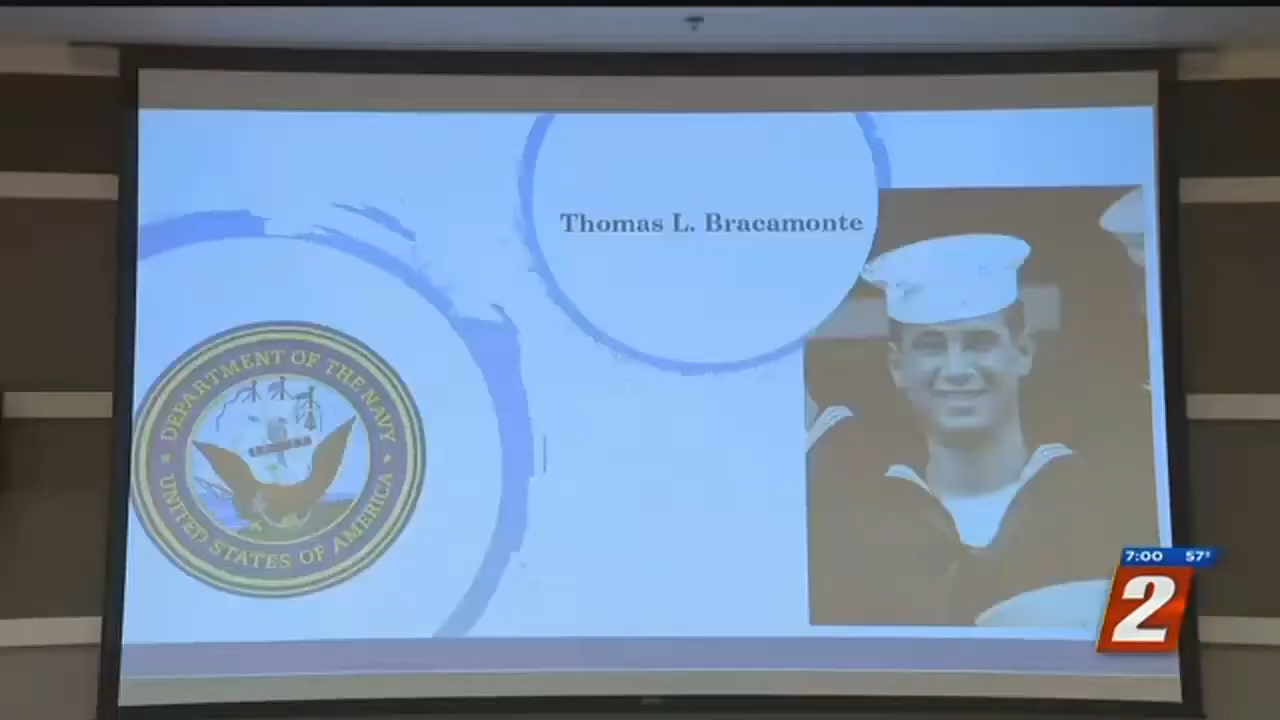 Thomas L. Bracamonte
DEPARTMENT OF THE NAVY
UNITED STATES OF AMERICA
7:00 57°
2